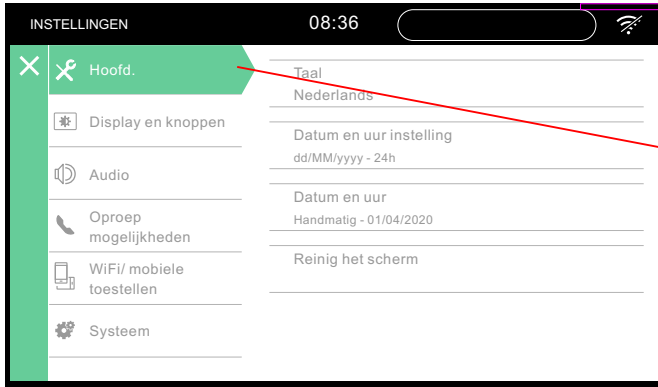 INSTELLINGEN
08:36
Hoofd.
Display en knoppen
Audio
Oproep
mogelijkheden
WiFi/ mobiele
toestellen
Systeem
Taal
Nederlands
Datum en uur instelling
dd/MM/yyyy - 24h
Datum en uur
Handmatig - 01/04/2020
Reinig het scherm